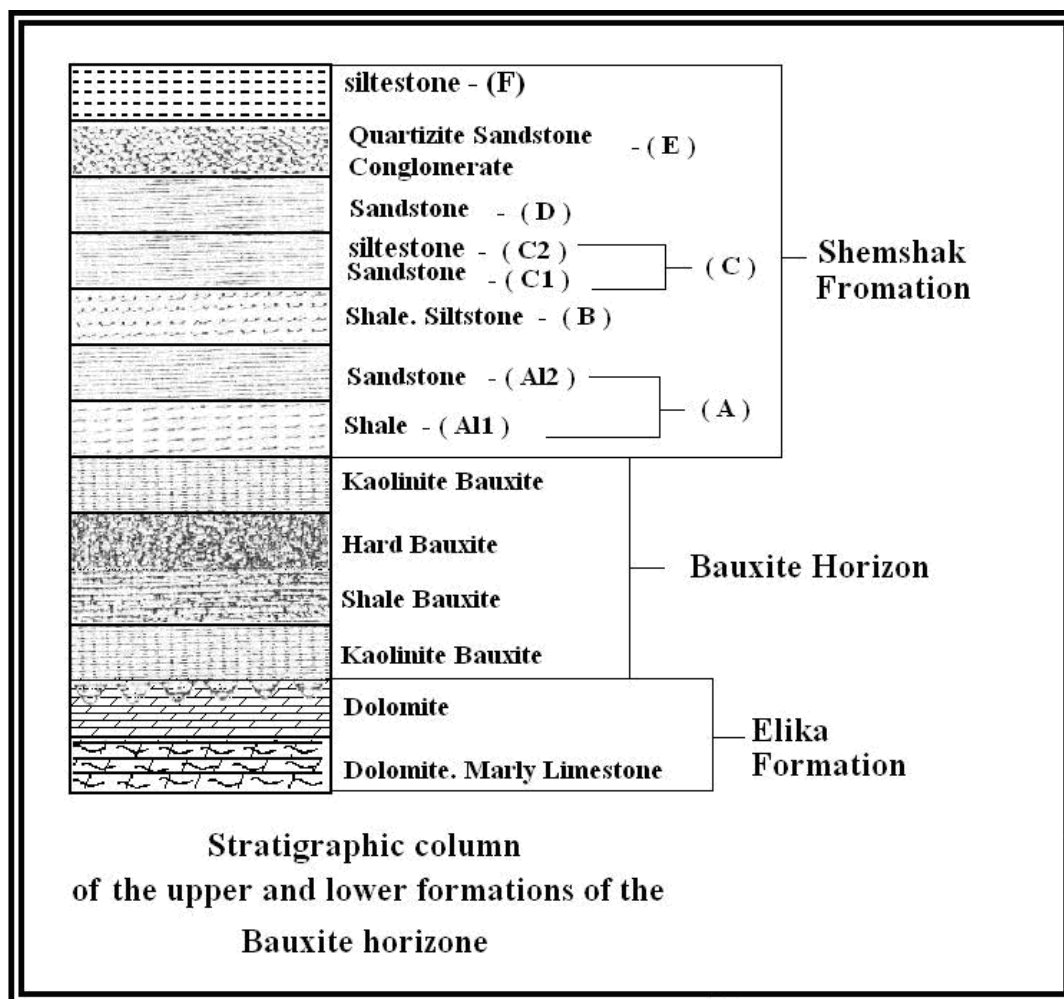 siltestone - (F)
Quartizite Sandstone - ( E )
Conglomerate
Sandstone - ( D )
siltestone - ( C2 )
Sandstone - ( C1 )
( C )
Shale. Siltstone - ( B )
Sandstone - ( Al2 )
Shale - ( Al1 )
( A )
Shemshak
Fromation
Kaolinite Bauxite
Hard Bauxite
Shale Bauxite
Kaolinite Bauxite
Bauxite Horizon
Dolomite
Dolomite. Marly Limestone
Elika
Formation
Stratigraphic column
of the upper and lower formations of the
Bauxite horizone